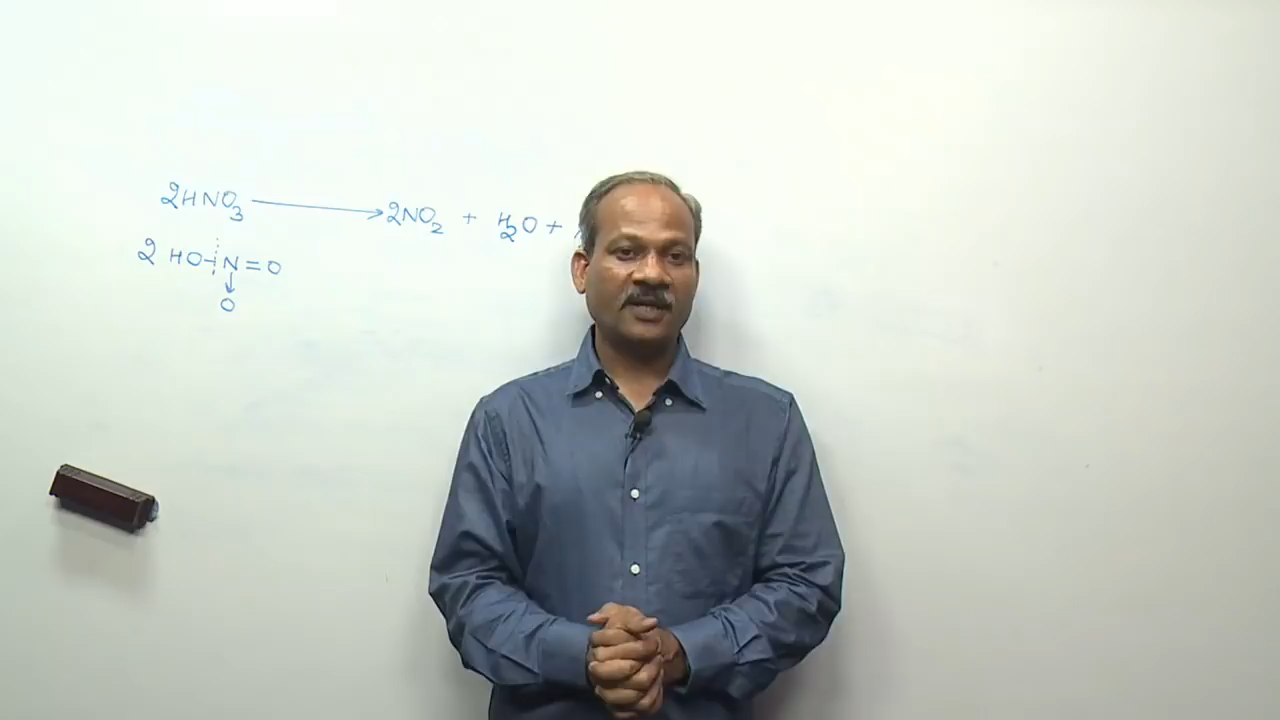 2HNO₃ ⟶ 2NO₂ + H₂O +
2 HO-N=O
↓
O